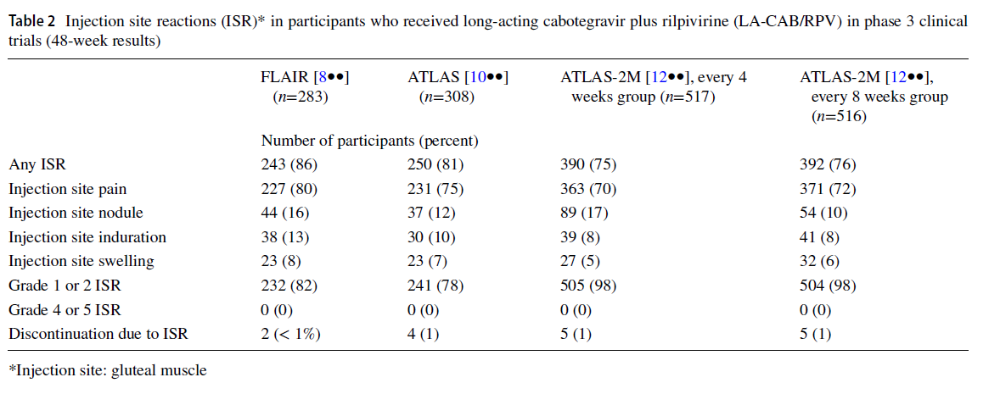 Table 2 Injection site reactions (ISR)* in participants who received long-acting cabotegravir plus rilpivirine (LA-CAB/RPV) in phase 3 clinical
trials (48-week results)
FLAIR [8●●] ATLAS [10●●] ATLAS-2M [12●●], every 4 ATLAS-2M [12●●],
(n=283) (n=308) weeks group (n=517) every 8 weeks group
(n=516)
Number of participants (percent)
Any ISR 243 (86) 250 (81) 390 (75) 392 (76)
Injection site pain 227 (80) 231 (75) 363 (70) 371 (72)
Injection site nodule 44 (16) 37 (12) 89 (17) 54 (10)
Injection site induration 38 (13) 30 (10) 39 (8) 41 (8)
Injection site swelling 23 (8) 23 (7) 27 (5) 32 (6)
Grade 1 or 2 ISR 232 (82) 241 (78) 505 (98) 504 (98)
Grade 4 or 5 ISR 0 (0) 0 (0) 0 (0) 0 (0)
Discontinuation due to ISR 2 (< 1%) 4 (1) 5 (1) 5 (1)
*Injection site: gluteal muscle